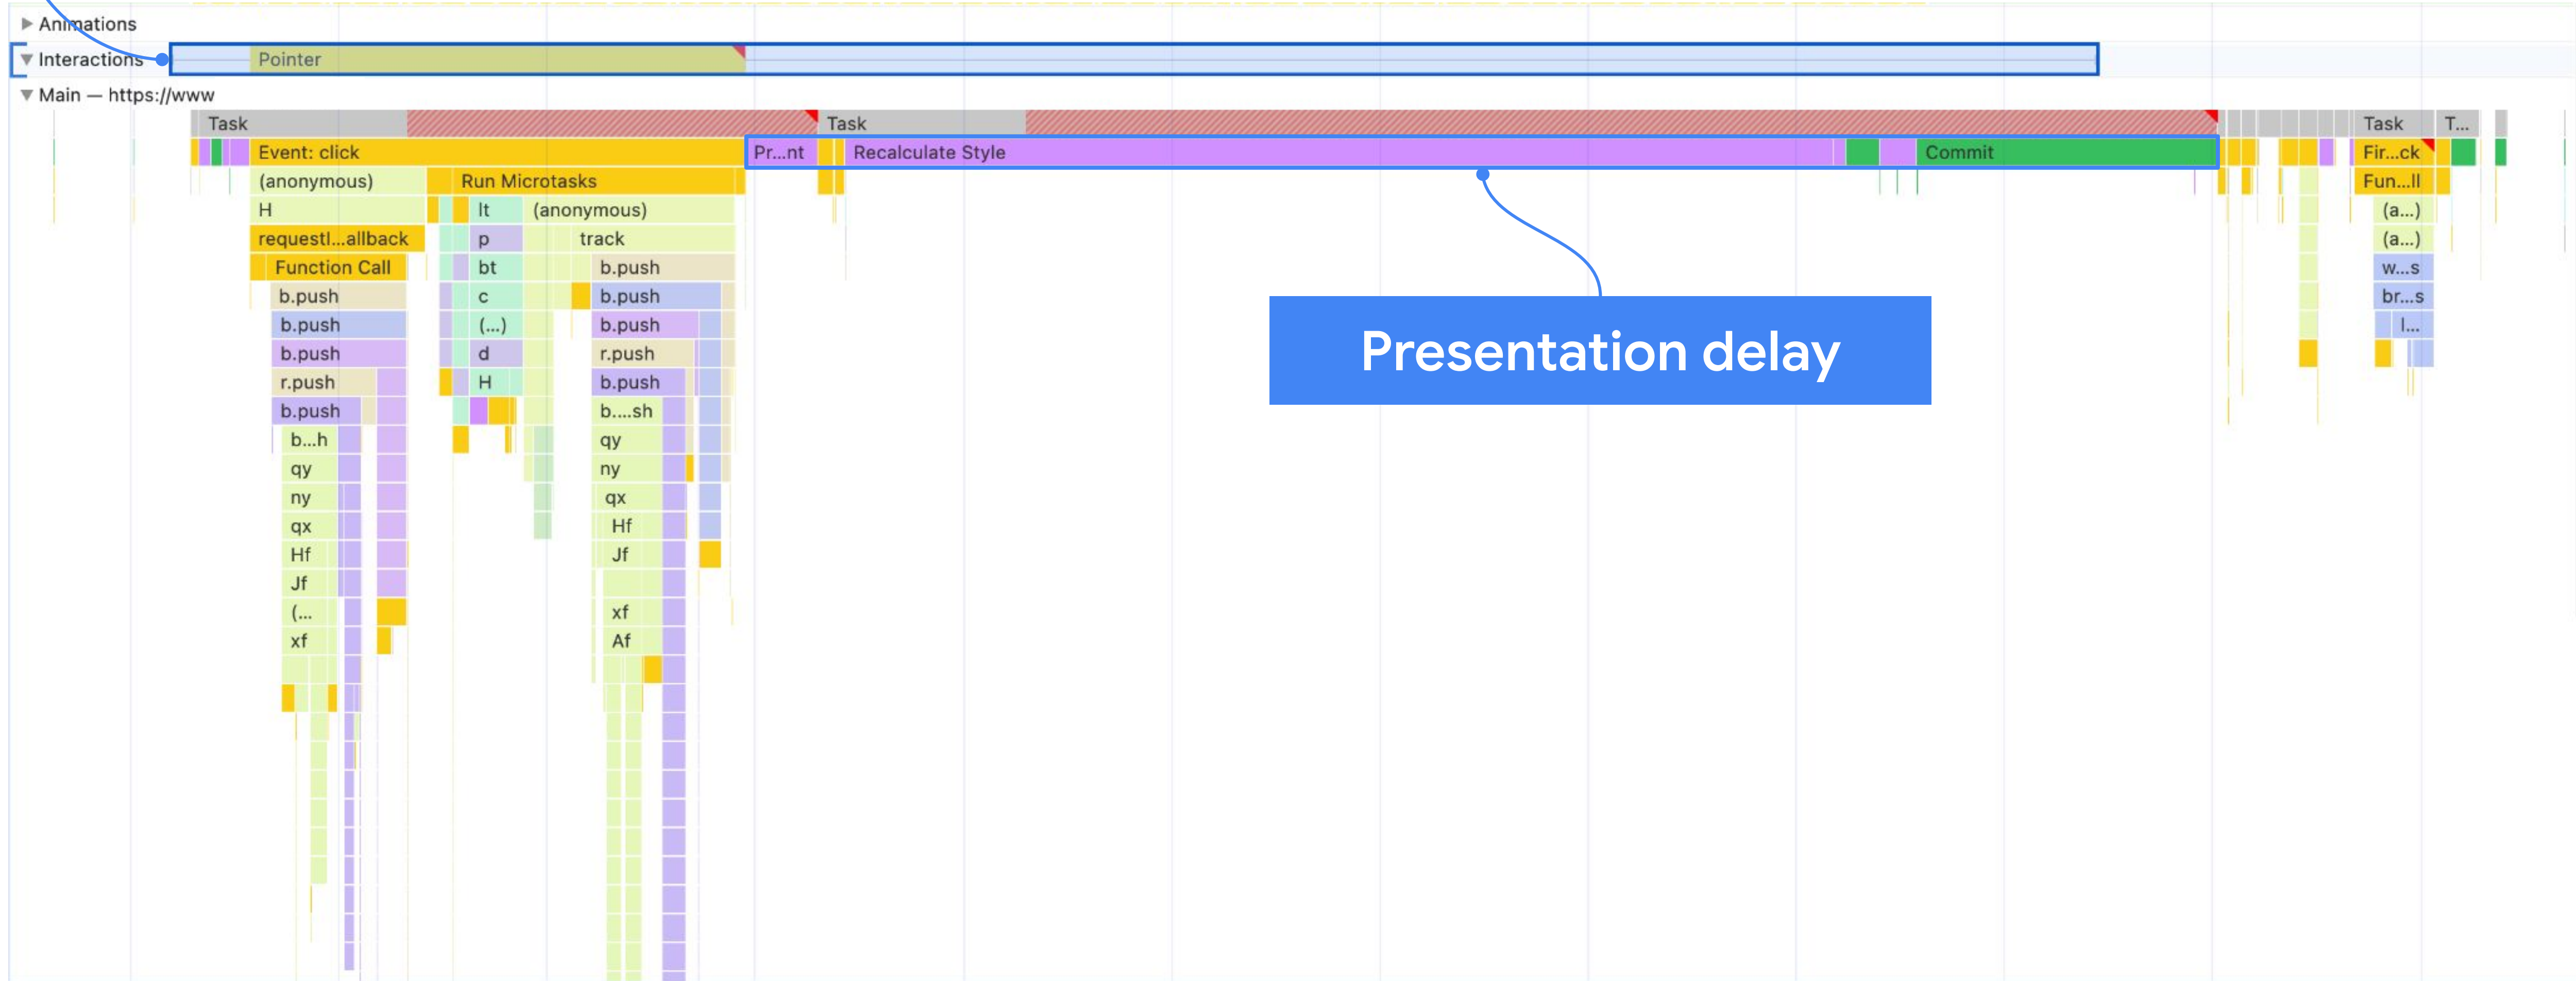 Animations
Interactions Pointer
Main — https://www
Task Task Task T...
Event: click Pr...nt Recalculate Style Commit Fir...ck
(anonymous) Run Microtasks Fun...ll
H lt (anonymous) (a...)
requestI...allback p track (a...)
Function Call bt b.push w...s
b.push c b.push br...s
b.push (...) b.push l...
b.push d r.push
Presentation delay
r.push H b.push
b.push b....sh
b...h qy
qy ny
ny qx
qx Hf
Hf Jf
Jf
(... xf
xf Af